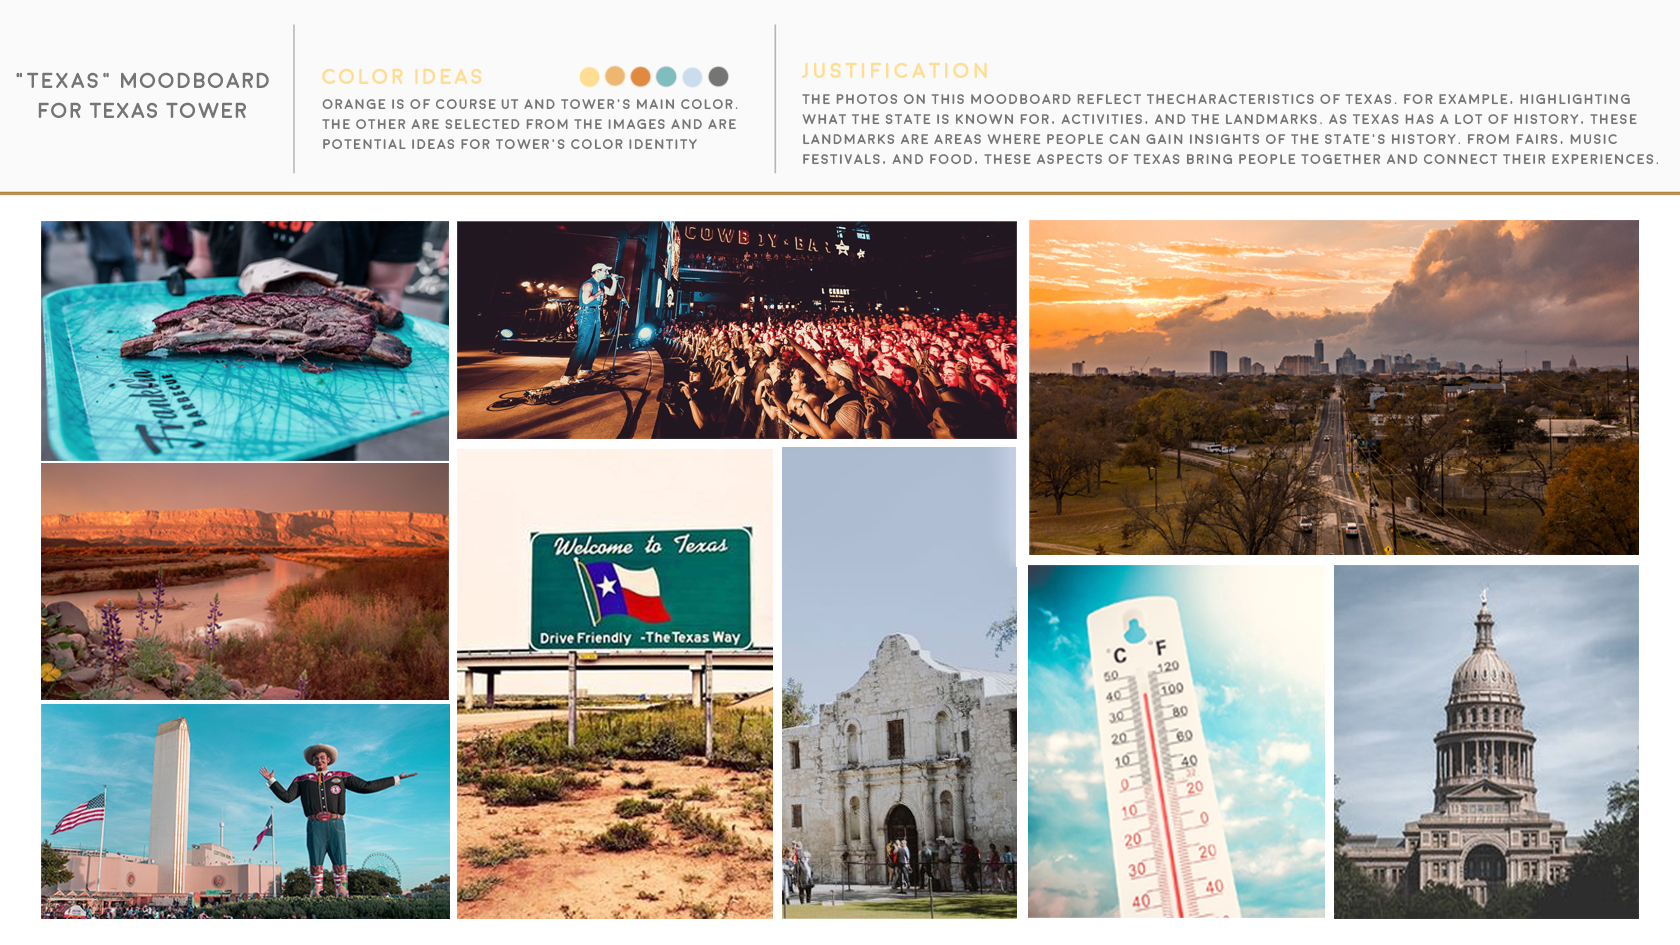 "TEXAS" MOODBOARD
FOR TEXAS TOWER
COLOR IDEAS
ORANGE IS OF COURSE UT AND TOWER'S MAIN COLOR.
THE OTHER ARE SELECTED FROM THE IMAGES AND ARE
POTENTIAL IDEAS FOR TOWER'S COLOR IDENTITY
JUSTIFICATION
THE PHOTOS ON THIS MOODBOARD REFLECT THECHARACTERISTICS OF TEXAS. FOR EXAMPLE, HIGHLIGHTING
WHAT THE STATE IS KNOWN FOR, ACTIVITIES, AND THE LANDMARKS. AS TEXAS HAS A LOT OF HISTORY, THESE
LANDMARKS ARE AREAS WHERE PEOPLE CAN GAIN INSIGHTS OF THE STATE'S HISTORY. FROM FAIRS, MUSIC
FESTIVALS, AND FOOD, THESE ASPECTS OF TEXAS BRING PEOPLE TOGETHER AND CONNECT THEIR EXPERIENCES.
Franklin
BARBECUE
Welcome to Texas
Drive Friendly -The Texas Way
°C °F
50 120
40 100
30 80
20 60
10 40
0 20
10 0
20 20
30 40
40